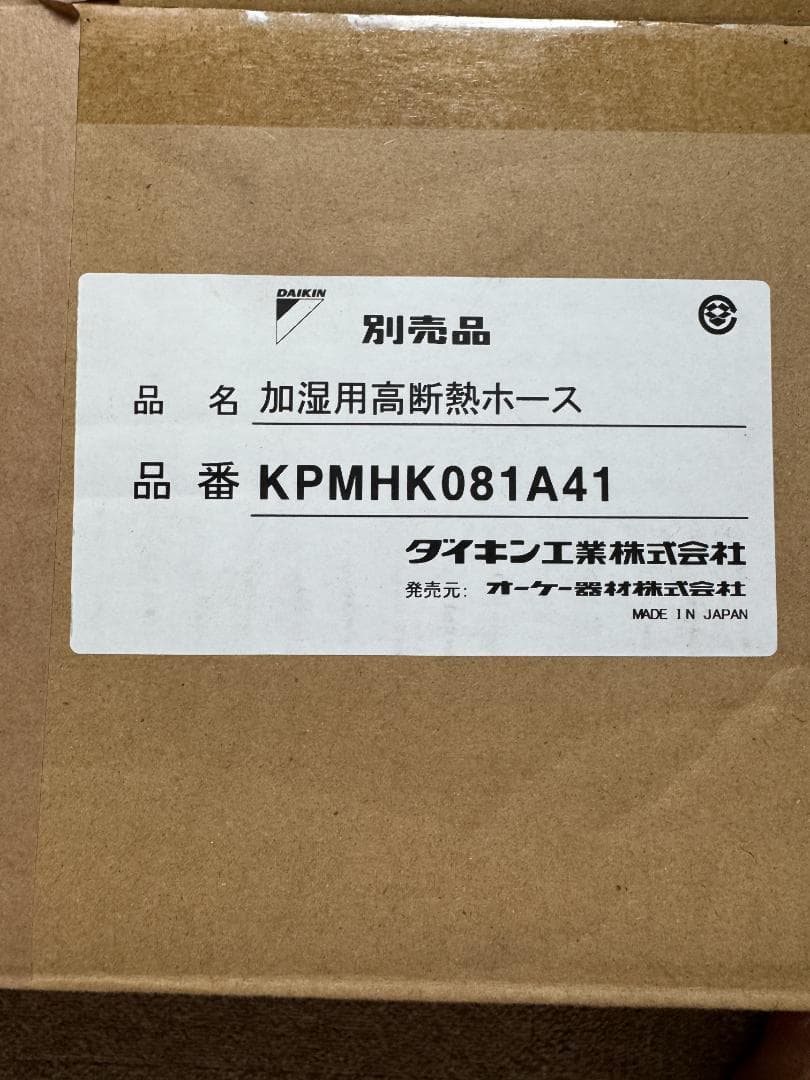 DAIKIN
別売品
品 名 加湿用高断熱ホース
品 番 KPMHK081A41
ダイキン工業株式会社
発売元: オーケー器材株式会社
MADE IN JAPAN